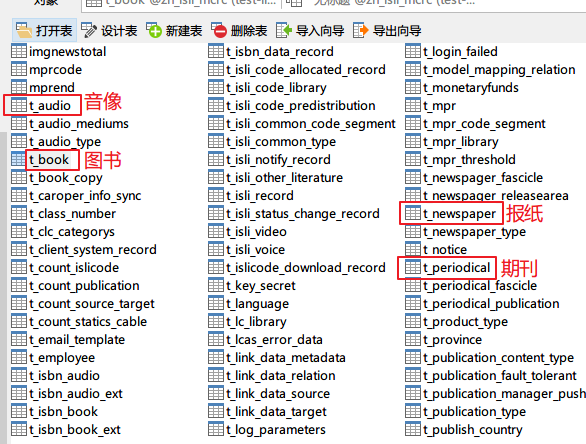 对象
t_book @zh_isli_mcrc (test-li...
无标题 @zh_isli_mcrc (test-
打开表 设计表 新建表 删除表 导入向导 导出向导
imgnewstotal
mprcode
mprend
t_audio 音像
t_audio_mediums
t_audio_type
t_book 图书
t_book_copy
t_caroper_info_sync
t_class_number
t_clc_categorys
t_client_system_record
t_count_islicode
t_count_publication
t_count_source_target
t_count_statics_cable
t_email_template
t_employee
t_isbn_audio
t_isbn_audio_ext
t_isbn_book
t_isbn_book_ext
t_isbn_data_record
t_isli_code_allocated_record
t_isli_code_library
t_isli_code_predistribution
t_isli_common_code_segment
t_isli_common_type
t_isli_notify_record
t_isli_other_literature
t_isli_record
t_isli_status_change_record
t_isli_video
t_isli_voice
t_islicode_download_record
t_key_secret
t_language
t_lc_library
t_lcas_error_data
t_link_data_metadata
t_link_data_relation
t_link_data_source
t_link_data_target
t_log_parameters
t_login_failed
t_model_mapping_relation
t_monetaryfunds
t_mpr
t_mpr_code_segment
t_mpr_library
t_mpr_threshold
t_newspager_fascicle
t_newspager_releasearea
t_newspaper 报纸
t_newspaper_type
t_notice
t_periodical 期刊
t_periodical_fascicle
t_periodical_publication
t_product_type
t_province
t_publication_content_type
t_publication_fault_tolerant
t_publication_manager_push
t_publication_type
t_publish_country